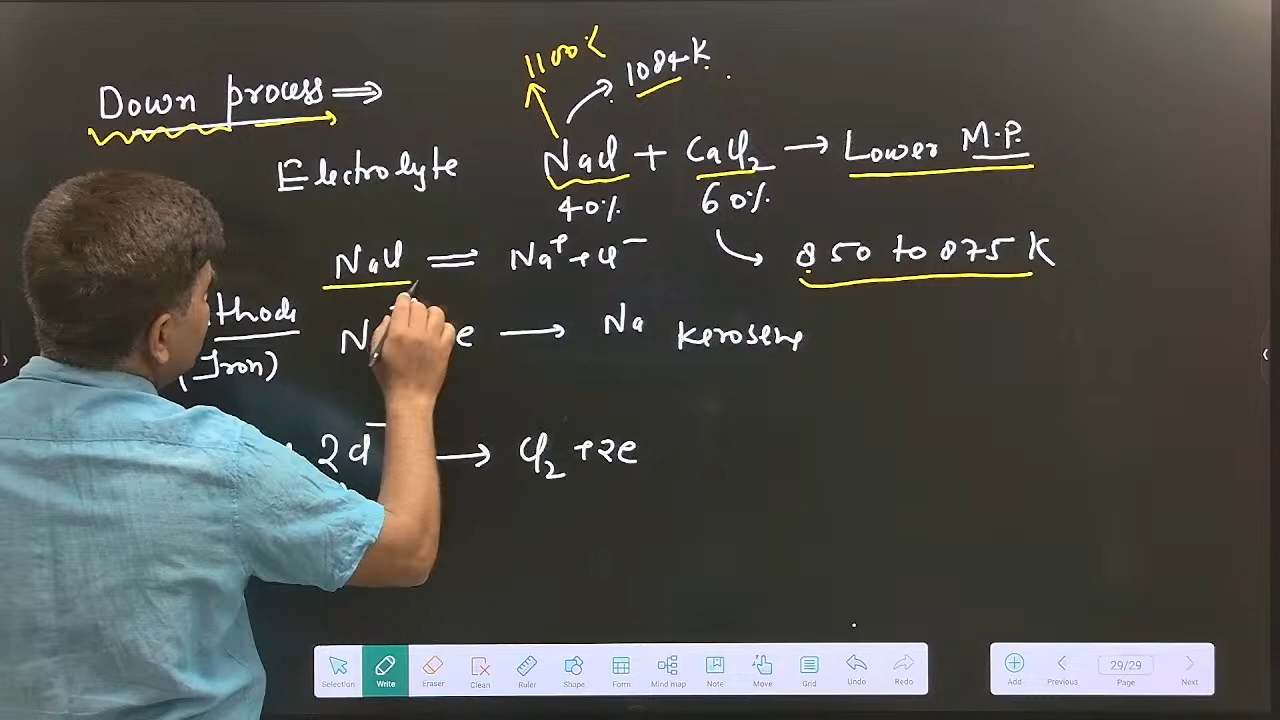 1100K
1084K
Down process ⇒
Electrolyte NaCl + CaCl₂ → Lower M.P.
40% 60%
NaCl ⇌ Na⁺ + Cl⁻ 850 to 875 K
e → Na Kerosene
(Iron)
2Cl⁻ → Cl₂ + 2e
Selection Write Eraser Clean Ruler Shape Form Mind map Note Move Grid Undo Redo
Add Previous 29/29 Page Next